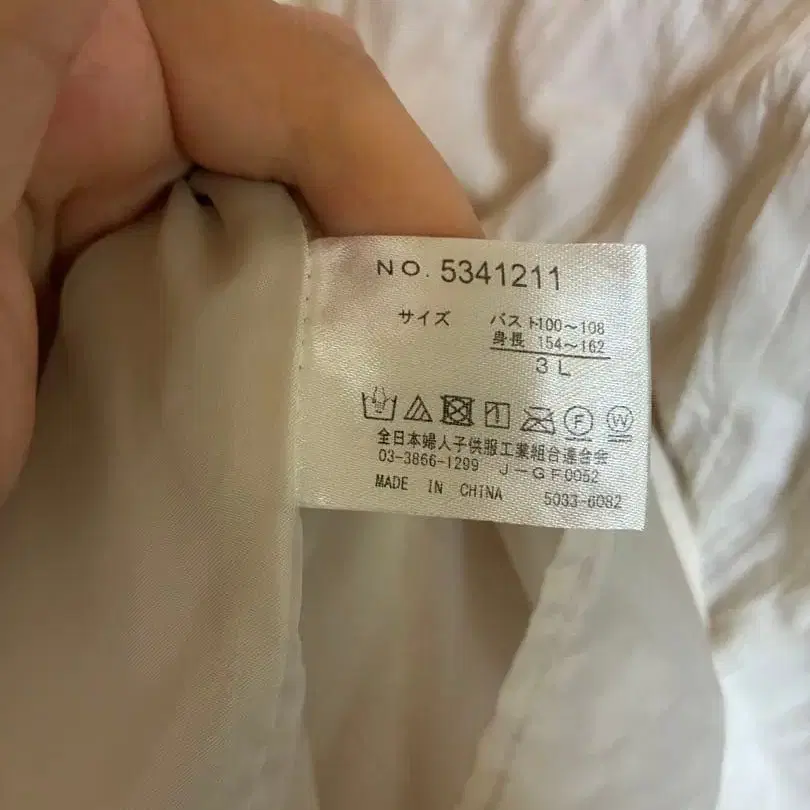 NO. 5341211
サイズ バスト100～108
身長 154～162
3L
F W
全日本婦人子供服工業組合連合会
03-3866-1299 J-GF0052
MADE IN CHINA 5033-6082